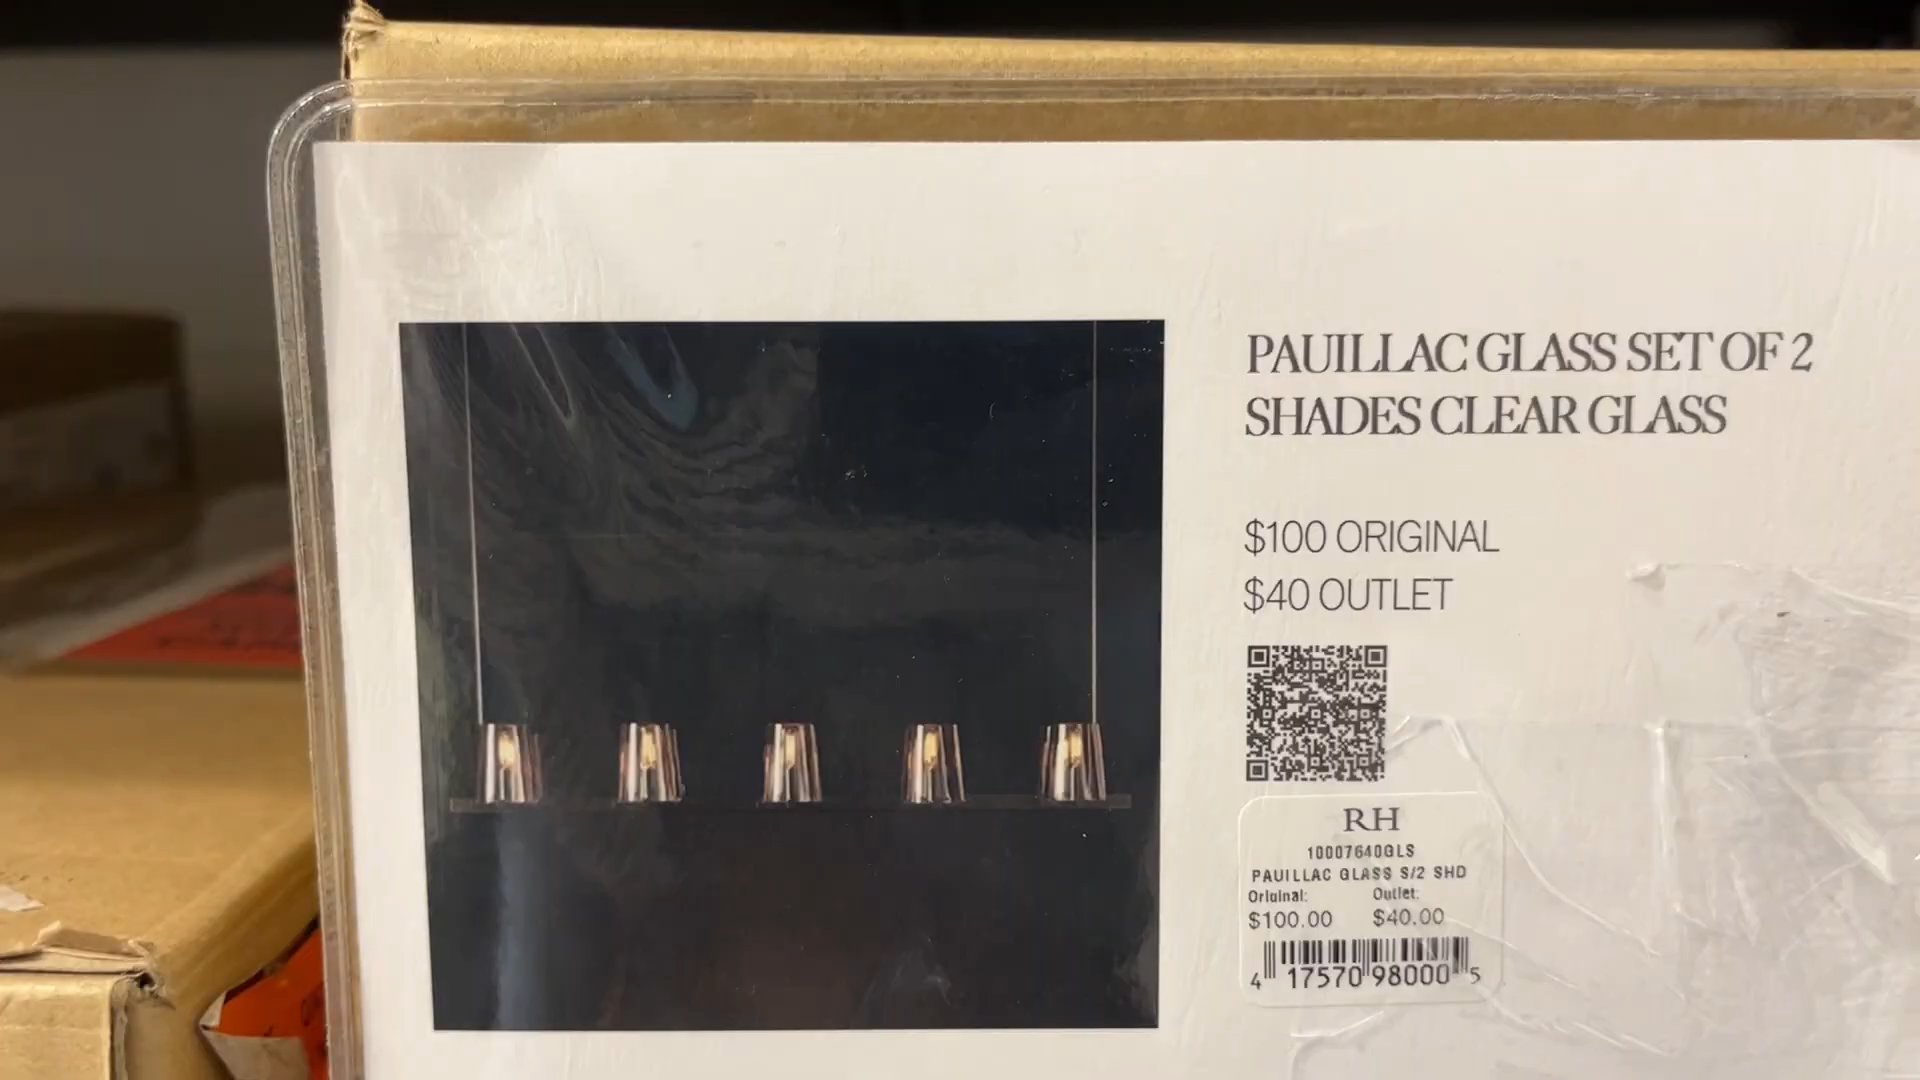 PAUILLAC GLASS SET OF 2
SHADES CLEAR GLASS
$100 ORIGINAL
$40 OUTLET
RH
10007640GLS
PAUILLAC GLASS S/2 SHD
Original: Outlet:
$100.00 $40.00
4 17570 98000 5